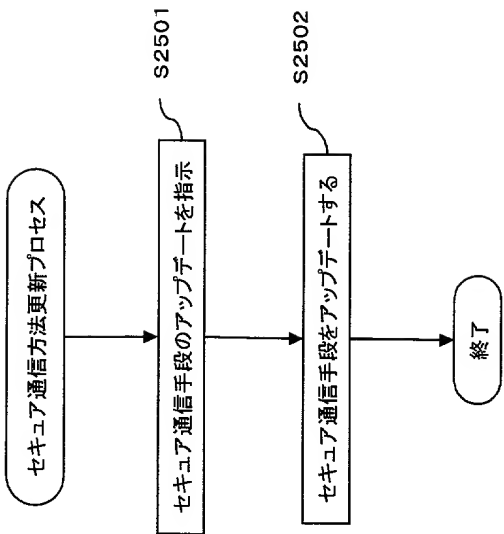 セキュア通信方法更新プロセス
S2501
セキュア通信手段のアップデートを指示
S2502
セキュア通信手段をアップデートする
終了